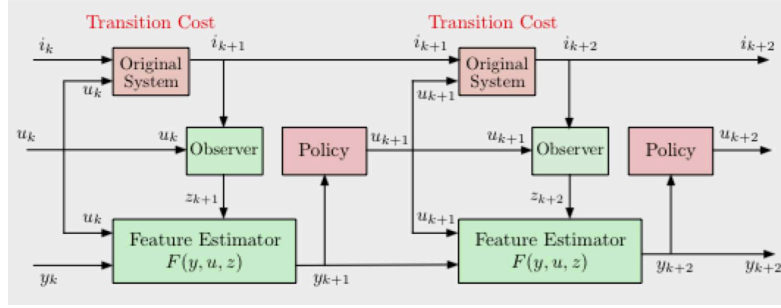 Transition Cost
Transition Cost
i_k
i_{k+1}
i_{k+1}
i_{k+2}
i_{k+2}
Original
System
Original
System
u_k
u_{k+1}
u_k
u_k
Observer
Policy
u_{k+1}
u_{k+1}
Observer
Policy
u_{k+2}
z_{k+1}
z_{k+2}
u_k
u_{k+1}
Feature Estimator
F(y, u, z)
Feature Estimator
F(y, u, z)
y_k
y_{k+1}
y_{k+2}
y_{k+2}